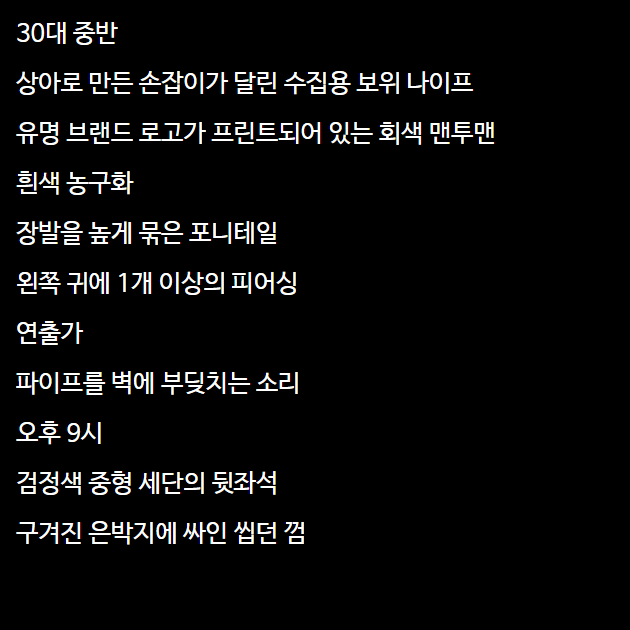 30대 중반
상아로 만든 손잡이가 달린 수집용 보위 나이프
유명 브랜드 로고가 프린트되어 있는 회색 맨투맨
흰색 농구화
장발을 높게 묶은 포니테일
왼쪽 귀에 1개 이상의 피어싱
연출가
파이프를 벽에 부딪치는 소리
오후 9시
검정색 중형 세단의 뒷좌석
구겨진 은박지에 싸인 씹던 껌